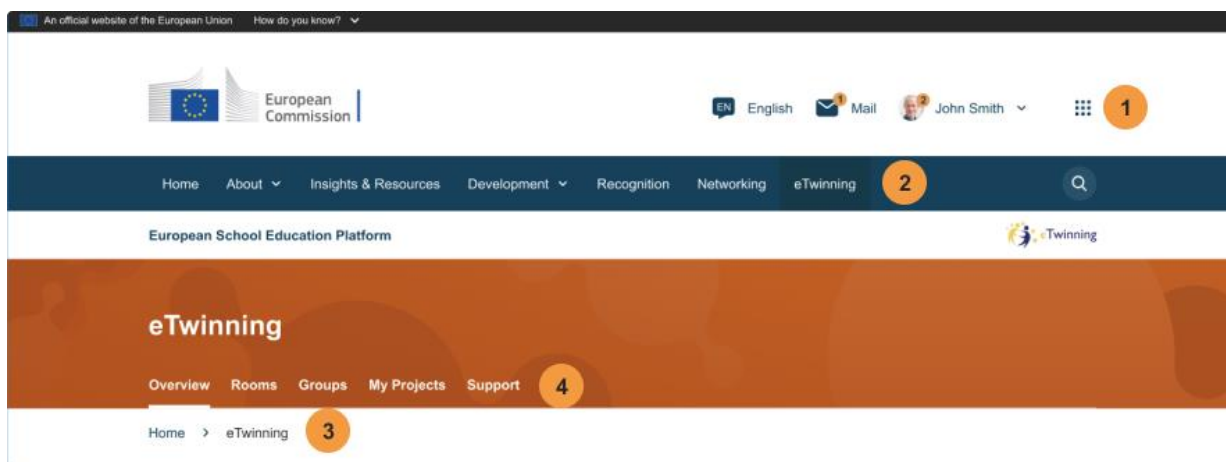 An official website of the European Union How do you know?
European
Commission
EN English 1 Mail 2 John Smith 1
Home About Insights & Resources Development Recognition Networking eTwinning 2
European School Education Platform eTwinning
eTwinning
Overview Rooms Groups My Projects Support 4
Home > eTwinning 3